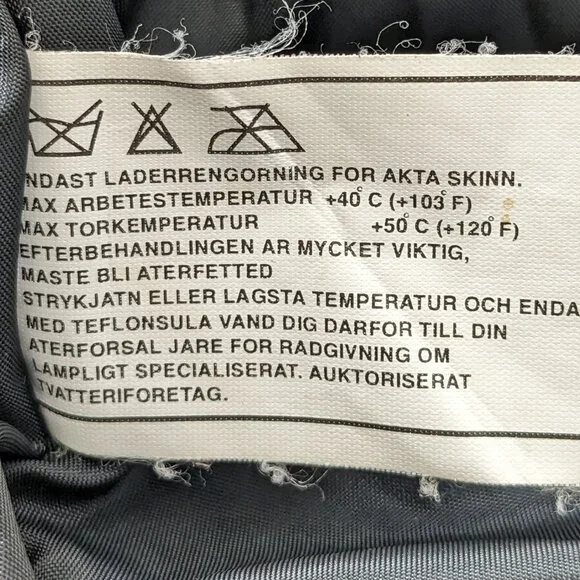 NDAST LADERRENGORNING FOR AKTA SKINN.
MAX ARBETESTEMPERATUR +40°C (+103°F)
MAX TORKEMPERATUR +50°C (+120°F)
EFTERBEHANDLINGEN AR MYCKET VIKTIG,
MASTE BLI ATERFETTED
STRYKJATN ELLER LAGSTA TEMPERATUR OCH ENDA
MED TEFLONSULA VAND DIG DARFOR TILL DIN
ATERFORSAL JARE FOR RADGIVNING OM
LAMPLIGT SPECIALISERAT. AUKTORISERAT
TVATTERIFORETAG.